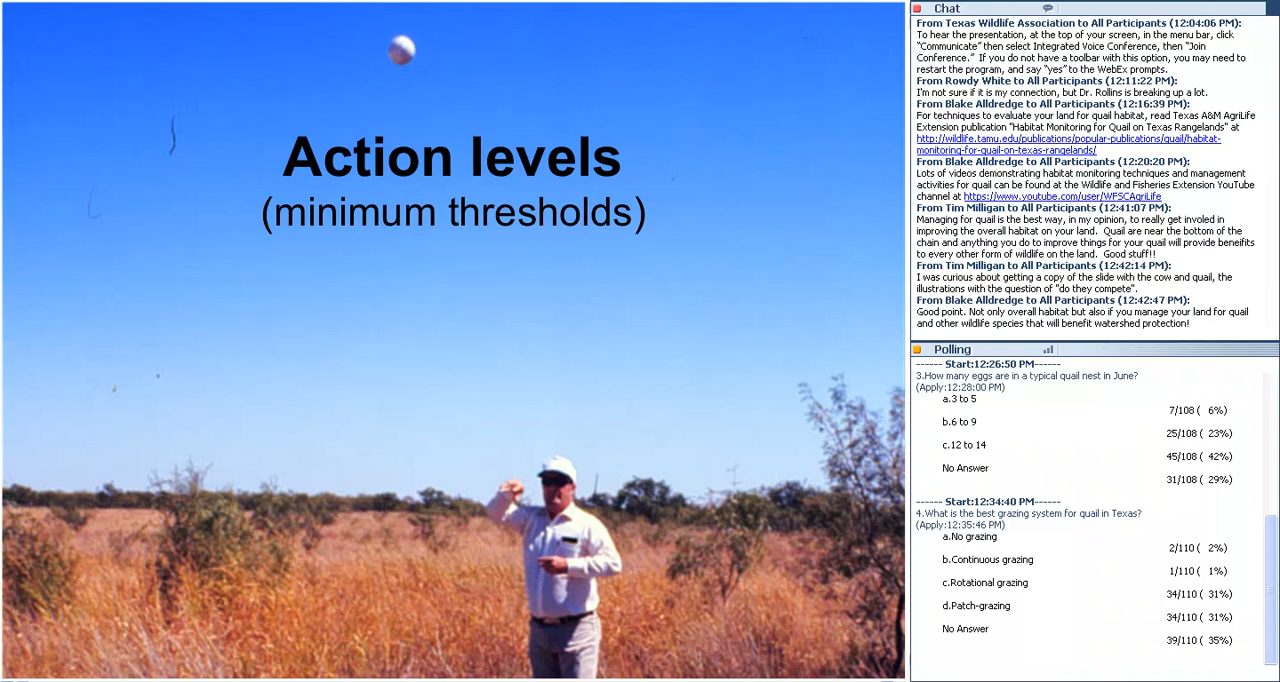 Action levels
(minimum thresholds)
Chat
From Texas Wildlife Association to All Participants (12:04:06 PM):
To hear the presentation, at the top of your screen, in the menu bar, click
“Communicate” then select Integrated Voice Conference, then “Join
Conference.”  If you do not have a toolbar with this option, you may need to
restart the program, and say “yes” to the WebEx prompts.
From Rowdy White to All Participants (12:11:22 PM):
I'm not sure if it is my connection, but Dr. Rollins is breaking up a lot.
From Blake Alldredge to All Participants (12:16:39 PM):
For techniques to evaluate your land for quail habitat, read Texas A&M AgriLife
Extension publication "Habitat Monitoring for Quail on Texas Rangelands" at
http://wildlife.tamu.edu/publications/popular-publications/quail/habitat-
monitoring-for-quail-on-texas-rangelands/
From Blake Alldredge to All Participants (12:20:20 PM):
Lots of videos demonstrating habitat monitoring techniques and management
activities for quail can be found at the Wildlife and Fisheries Extension YouTube
channel at https://www.youtube.com/user/WFSCAgriLife
From Tim Milligan to All Participants (12:41:07 PM):
Managing for quail is the best way, in my opinion, to really get involed in
improving the overall habitat on your land.  Quail are near the bottom of the
chain and anything you do to improve things for your quail will provide benefits
to every other form of wildlife on the land.  Good stuff!!
From Tim Milligan to All Participants (12:42:14 PM):
I was curious about getting a copy of the slide with the cow and quail, the
illustrations with the question of "do they compete".
From Blake Alldredge to All Participants (12:42:47 PM):
Good point. Not only overall habitat but also if you manage your land for quail
and other wildlife species that will benefit watershed protection!
Polling
------ Start:12:26:50 PM------
3.How many eggs are in a typical quail nest in June?
(Apply:12:28:00 PM)
a.3 to 5
7/108 (  6%)
b.6 to 9
25/108 ( 23%)
c.12 to 14
45/108 ( 42%)
No Answer
31/108 ( 29%)
------ Start:12:34:40 PM------
4.What is the best grazing system for quail in Texas?
(Apply:12:35:46 PM)
a.No grazing
2/110 (  2%)
b.Continuous grazing
1/110 (  1%)
c.Rotational grazing
34/110 ( 31%)
d.Patch-grazing
34/110 ( 31%)
No Answer
39/110 ( 35%)